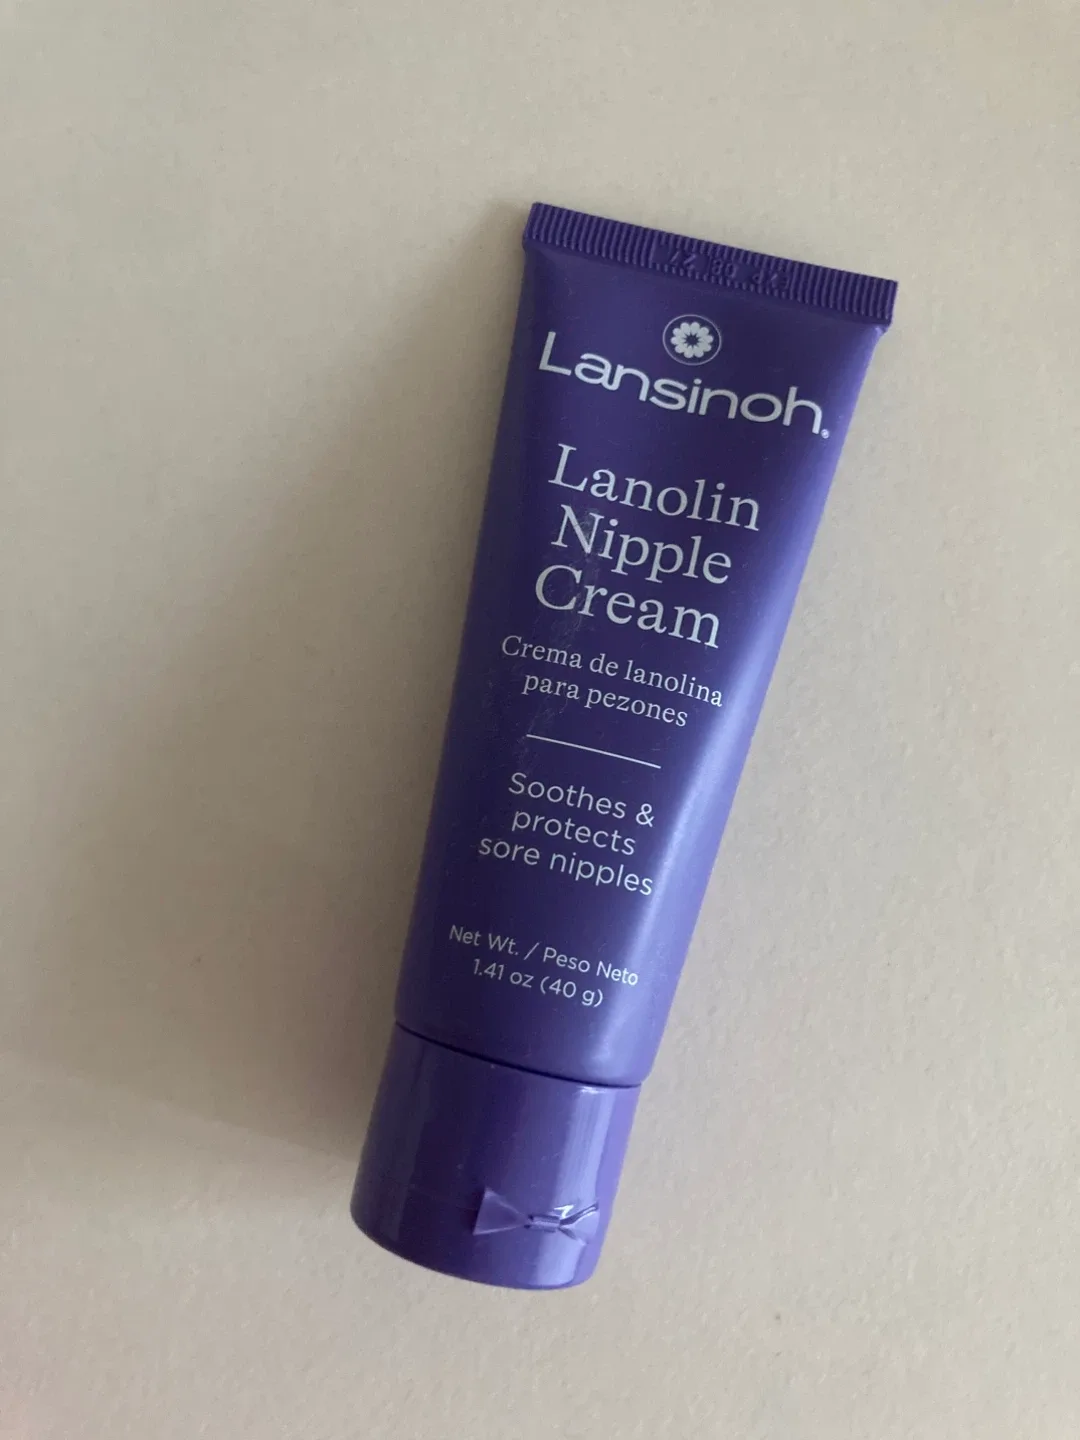 Lansinoh®
Lanolin
Nipple
Cream
Crema de lanolina
para pezones
Soothes &
protects
sore nipples
Net Wt. / Peso Neto
1.41 oz (40 g)